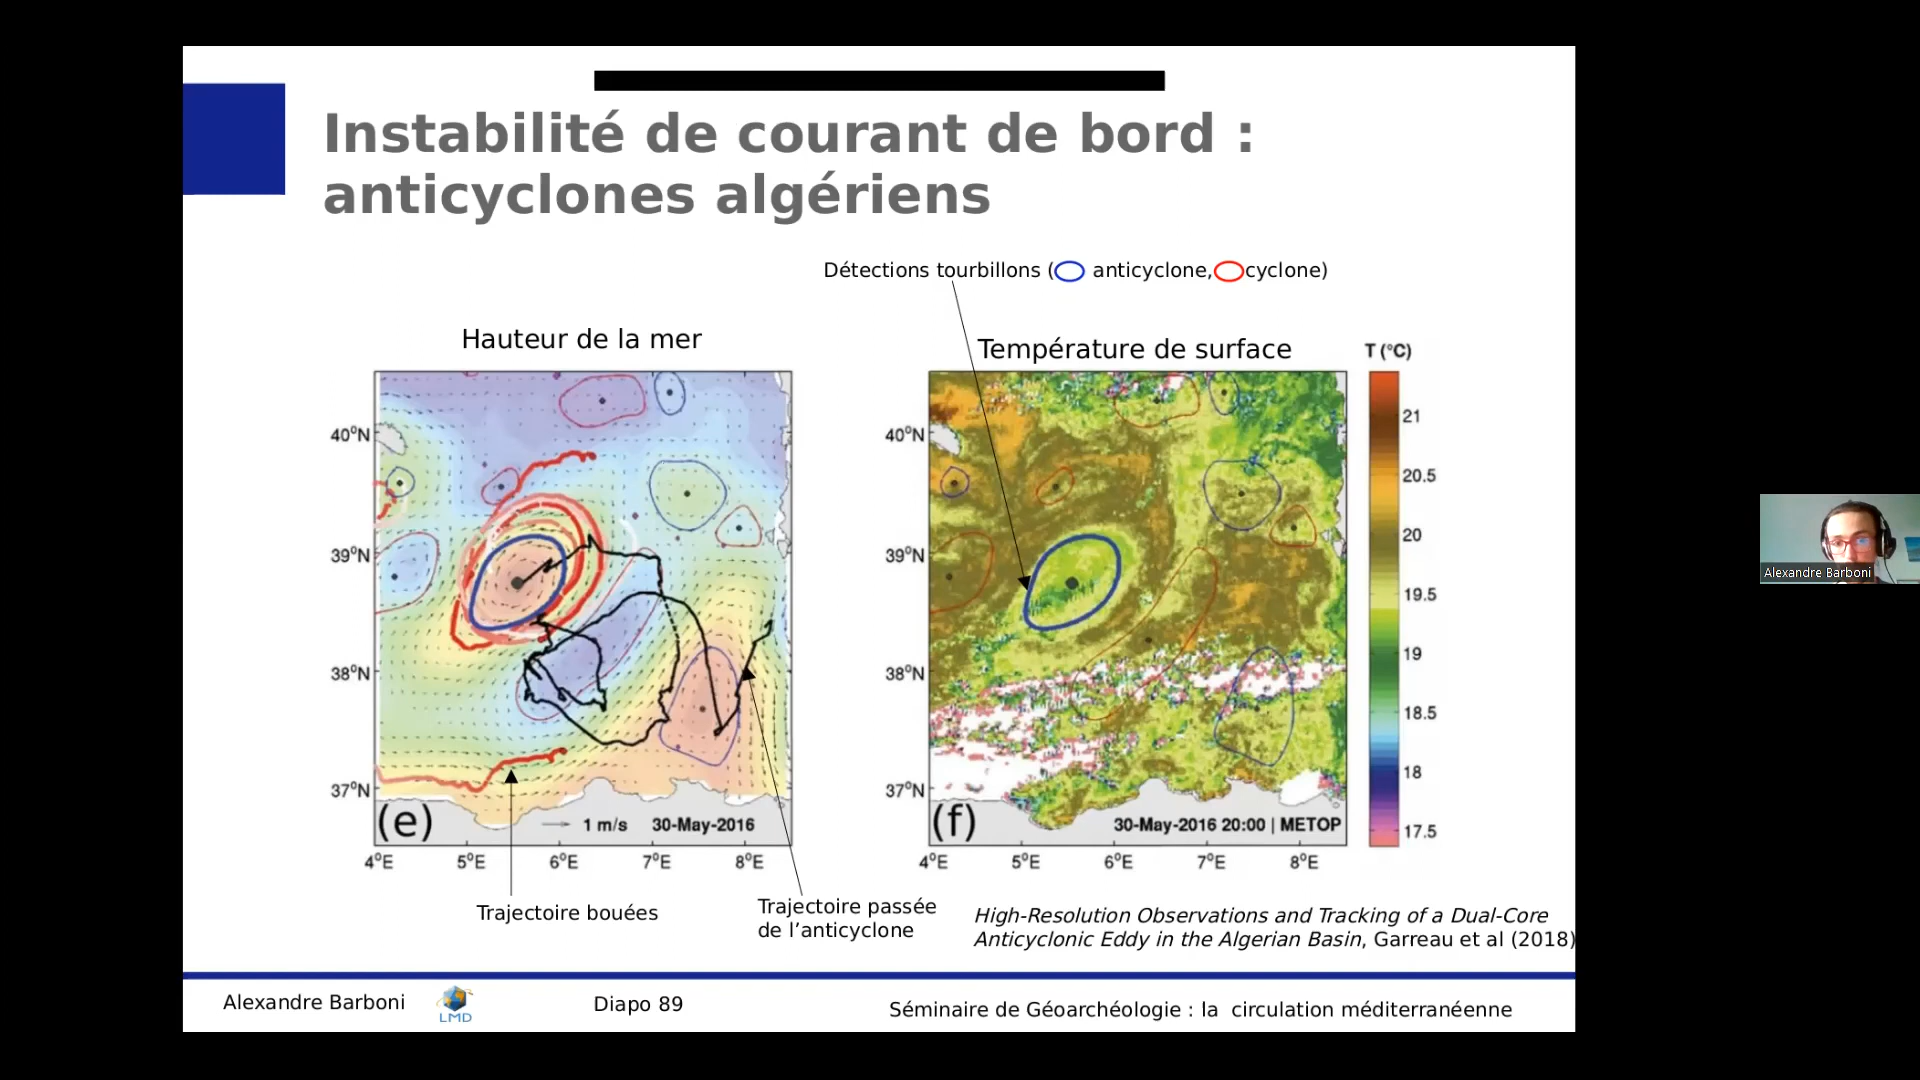 Instabilité de courant de bord :
anticyclones algériens
Détections tourbillons ( anticyclone, cyclone)
Hauteur de la mer
Température de surface
T (°C)
40°N
39°N
38°N
37°N
(e)
1 m/s 30-May-2016
4°E 5°E 6°E 7°E 8°E
40°N
39°N
38°N
37°N
(f)
30-May-2016 20:00 | METOP
4°E 5°E 6°E 7°E 8°E
21
20.5
20
19.5
19
18.5
18
17.5
Trajectoire bouées
Trajectoire passée
de l’anticyclone
High-Resolution Observations and Tracking of a Dual-Core
Anticyclonic Eddy in the Algerian Basin, Garreau et al (2018)
Alexandre Barboni
LMD
Diapo 89
Séminaire de Géoarchéologie : la circulation méditerranéenne
Alexandre Barboni